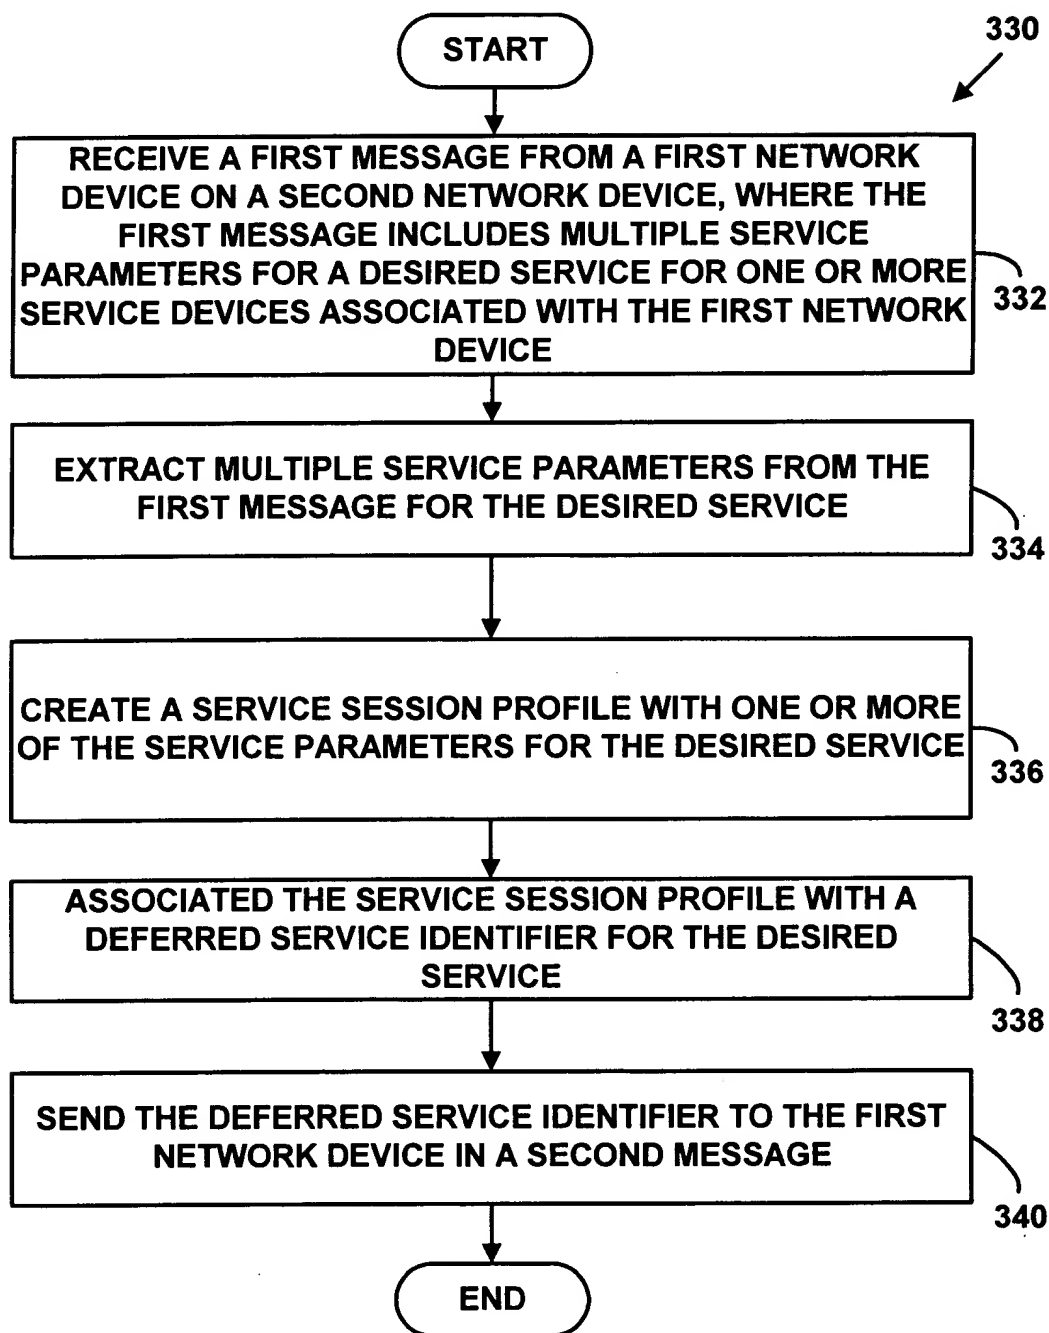 START
330
RECEIVE A FIRST MESSAGE FROM A FIRST NETWORK
DEVICE ON A SECOND NETWORK DEVICE, WHERE THE
FIRST MESSAGE INCLUDES MULTIPLE SERVICE
PARAMETERS FOR A DESIRED SERVICE FOR ONE OR MORE
SERVICE DEVICES ASSOCIATED WITH THE FIRST NETWORK
DEVICE
332
EXTRACT MULTIPLE SERVICE PARAMETERS FROM THE
FIRST MESSAGE FOR THE DESIRED SERVICE
334
CREATE A SERVICE SESSION PROFILE WITH ONE OR MORE
OF THE SERVICE PARAMETERS FOR THE DESIRED SERVICE
336
ASSOCIATED THE SERVICE SESSION PROFILE WITH A
DEFERRED SERVICE IDENTIFIER FOR THE DESIRED
SERVICE
338
SEND THE DEFERRED SERVICE IDENTIFIER TO THE FIRST
NETWORK DEVICE IN A SECOND MESSAGE
340
END